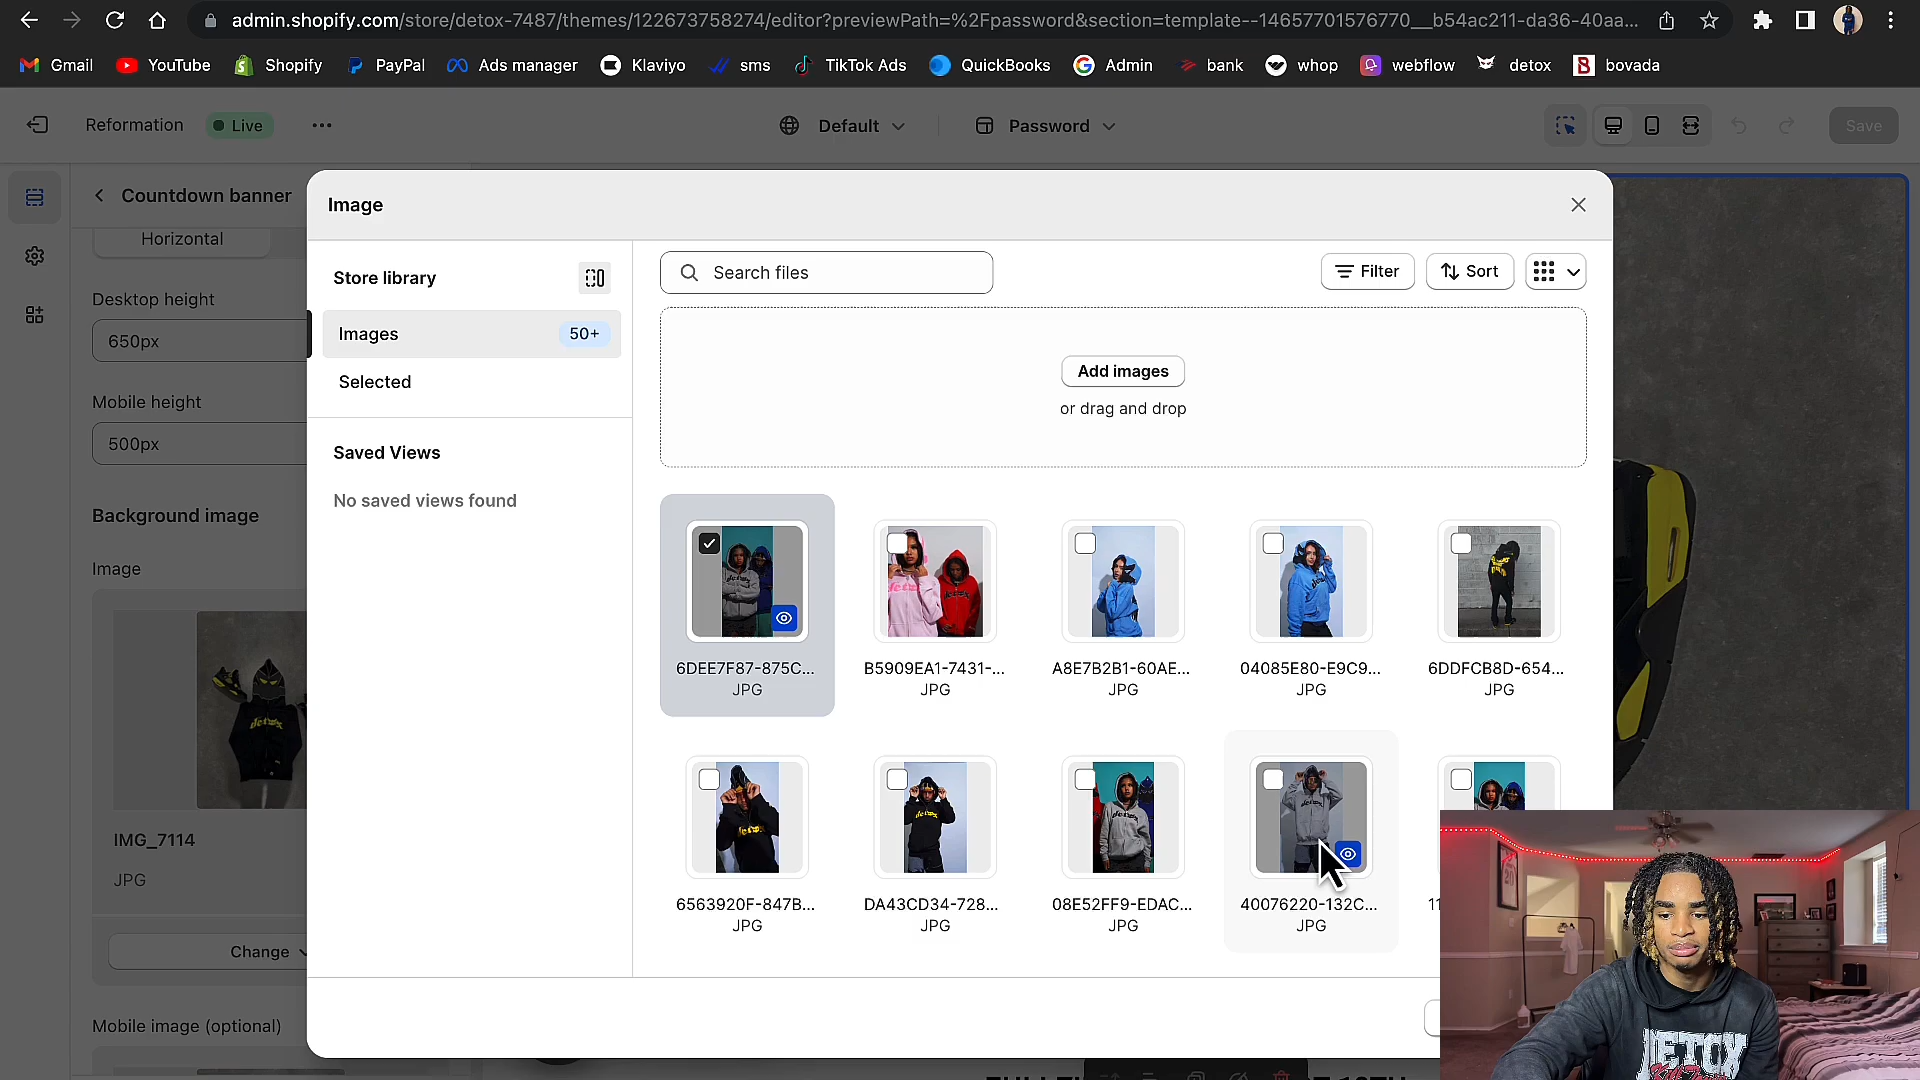 admin.shopify.com/store/detox-7487/themes/122673758274/editor?previewPath=%2Fpassword&section=template--14657701576770__b54ac211-da36-40aa...
Gmail YouTube Shopify PayPal Ads manager Klaviyo sms TikTok Ads QuickBooks Admin bank whop webflow detox bovada
Reformation Live Default Password Save
Countdown banner
Horizontal
Desktop height
650px
Mobile height
500px
Background image
Image
IMG_7114
JPG
Change
Mobile image (optional)
Image
Store library
Images 50+
Selected
Saved Views
No saved views found
Search files Filter Sort
Add images
or drag and drop
6DEE7F87-875C... B5909EA1-7431-... A8E7B2B1-60AE... 04085E80-E9C9... 6DDFCB8D-654...
JPG JPG JPG JPG JPG
6563920F-847B... DA43CD34-728... 08E52FF9-EDAC... 40076220-132C... 11
JPG JPG JPG JPG
DETOX